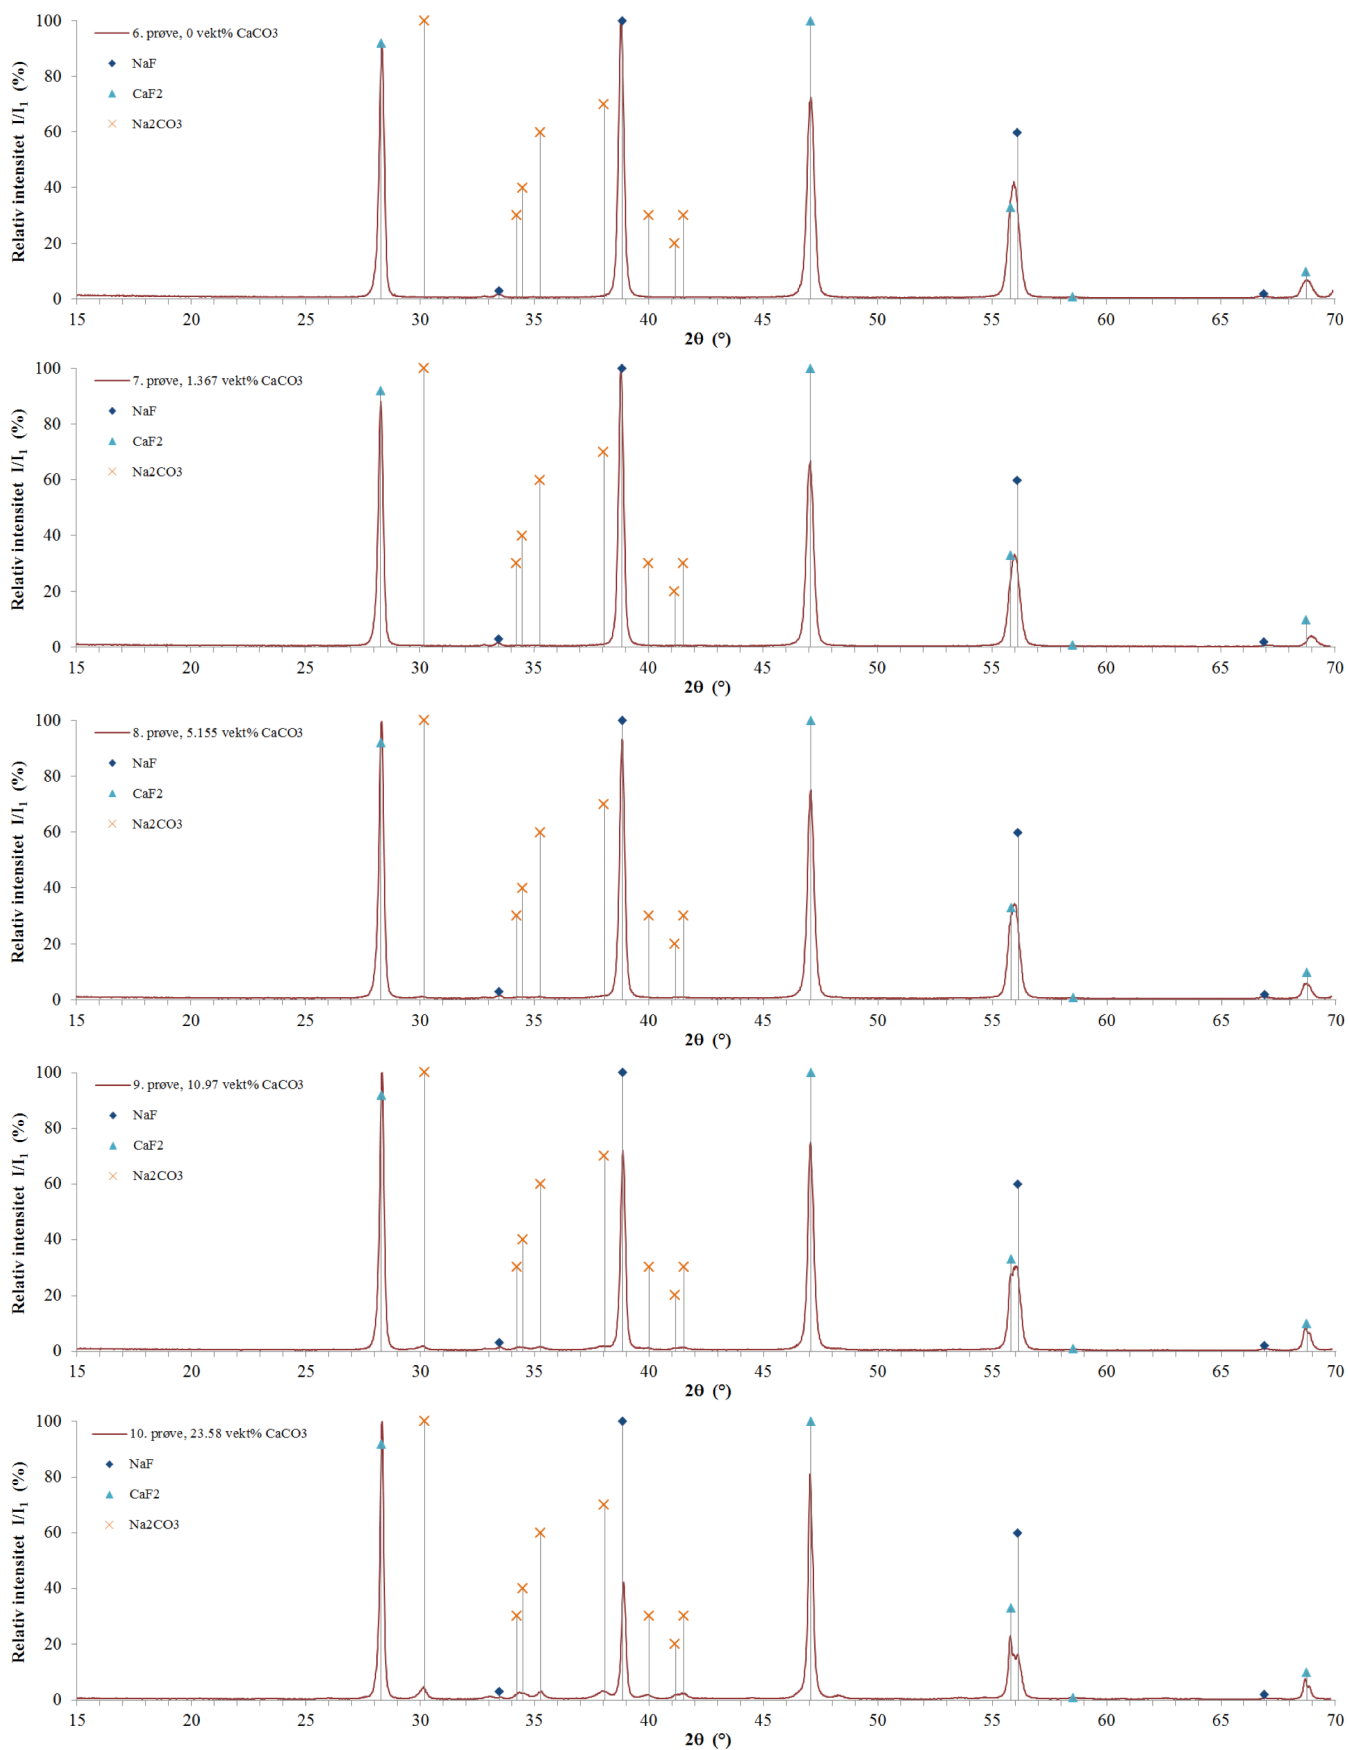 Relativ intensitet I/I₁ (%)
100
80
60
40
20
0
6. prøve, 0 vekt% CaCO3
NaF
CaF2
Na2CO3
15 20 25 30 35 40 45 50 55 60 65 70
2θ (°)
Relativ intensitet I/I₁ (%)
100
80
60
40
20
0
7. prøve, 1.367 vekt% CaCO3
NaF
CaF2
Na2CO3
15 20 25 30 35 40 45 50 55 60 65 70
2θ (°)
Relativ intensitet I/I₁ (%)
100
80
60
40
20
0
8. prøve, 5.155 vekt% CaCO3
NaF
CaF2
Na2CO3
15 20 25 30 35 40 45 50 55 60 65 70
2θ (°)
Relativ intensitet I/I₁ (%)
100
80
60
40
20
0
9. prøve, 10.97 vekt% CaCO3
NaF
CaF2
Na2CO3
15 20 25 30 35 40 45 50 55 60 65 70
2θ (°)
Relativ intensitet I/I₁ (%)
100
80
60
40
20
0
10. prøve, 23.58 vekt% CaCO3
NaF
CaF2
Na2CO3
15 20 25 30 35 40 45 50 55 60 65 70
2θ (°)